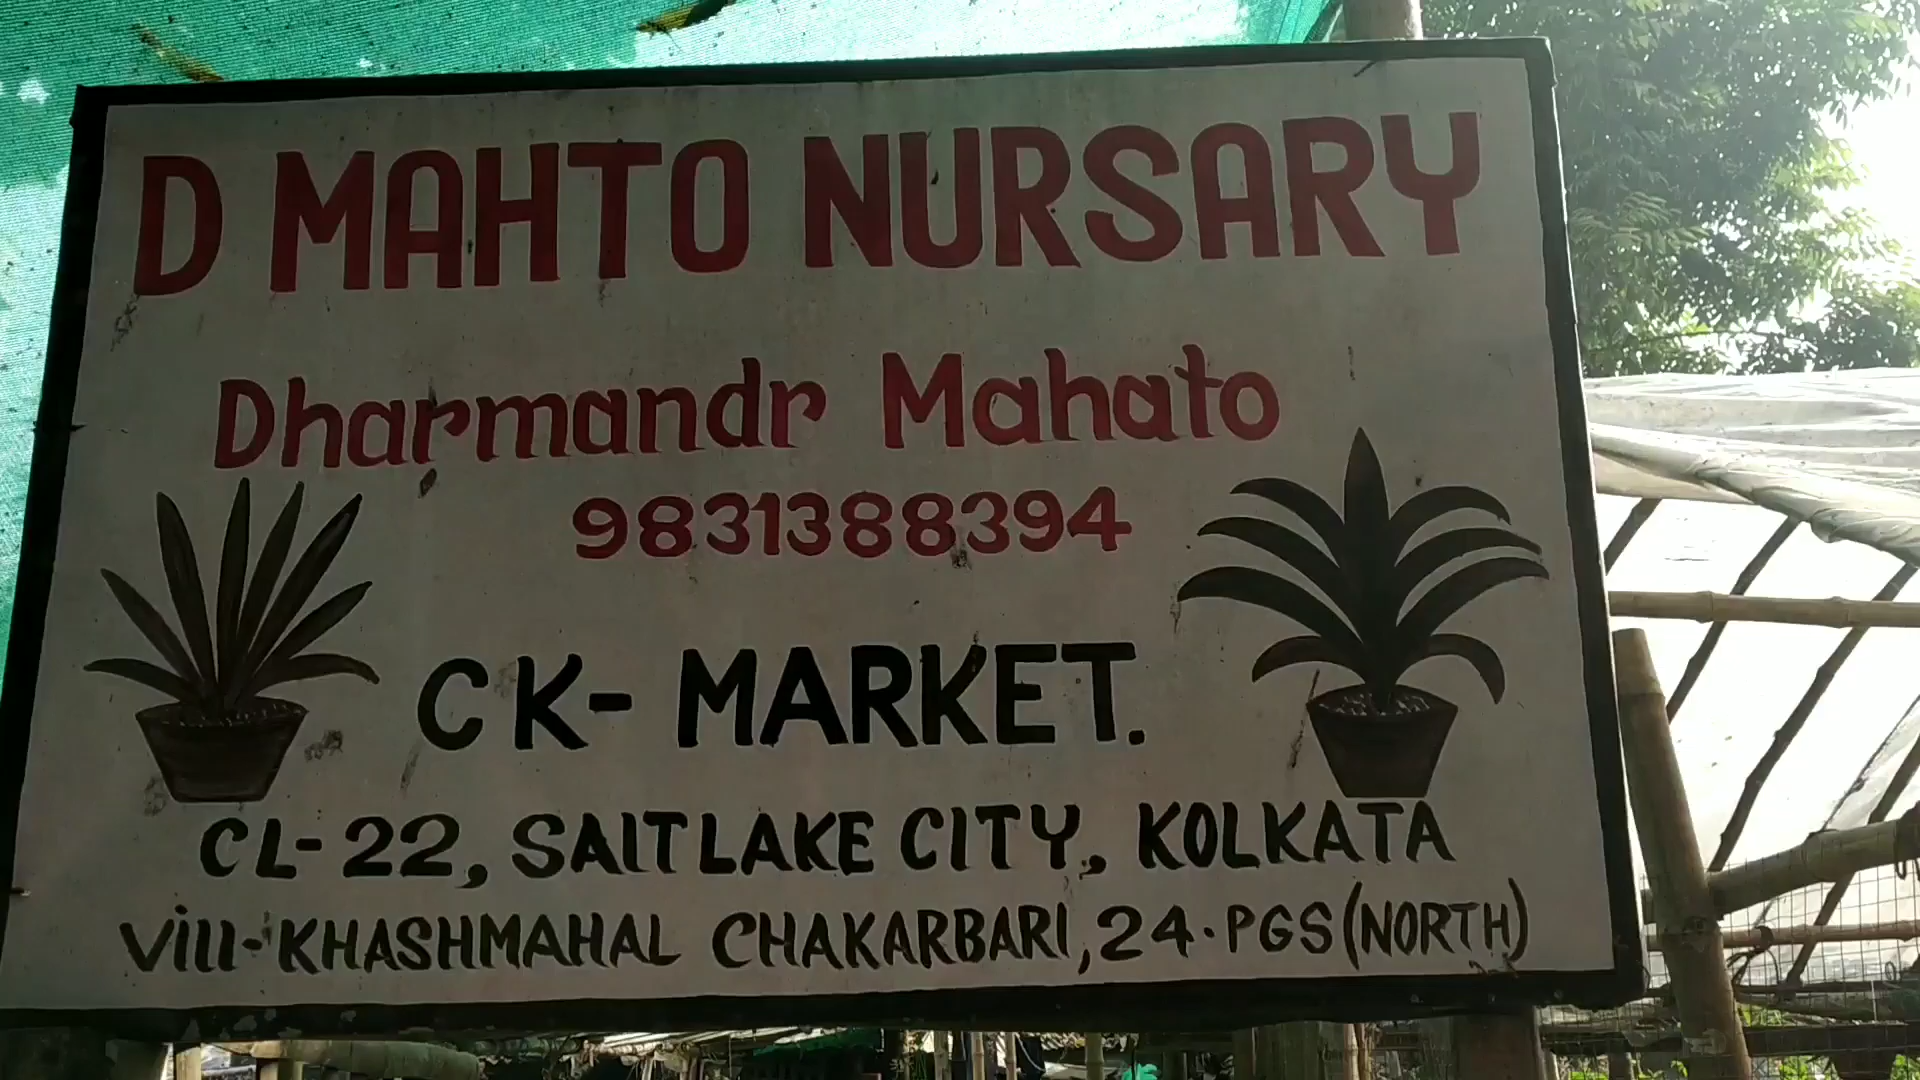 D MAHTO NURSARY
Dharmandr Mahato
9831388394
CK- MARKET.
CL-22, SAITLAKE CITY, KOLKATA
Vill-KHASHMAHAL CHAKARBARI, 24·PGS(NORTH)